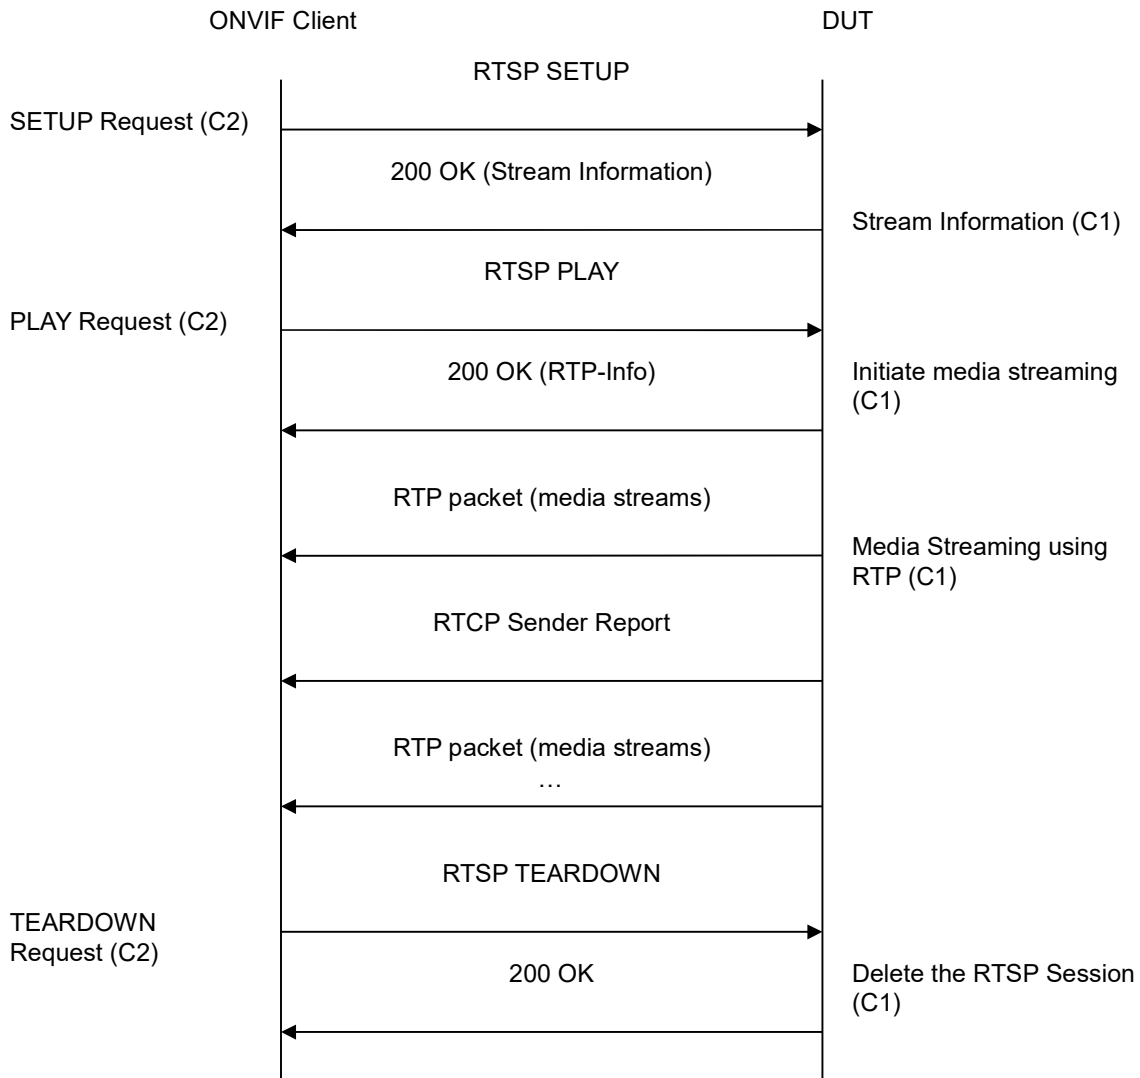 ONVIF Client
DUT
RTSP SETUP
SETUP Request (C2)
200 OK (Stream Information)
Stream Information (C1)
RTSP PLAY
PLAY Request (C2)
200 OK (RTP-Info)
Initiate media streaming
(C1)
RTP packet (media streams)
Media Streaming using
RTP (C1)
RTCP Sender Report
RTP packet (media streams)
…
RTSP TEARDOWN
TEARDOWN
Request (C2)
200 OK
Delete the RTSP Session
(C1)